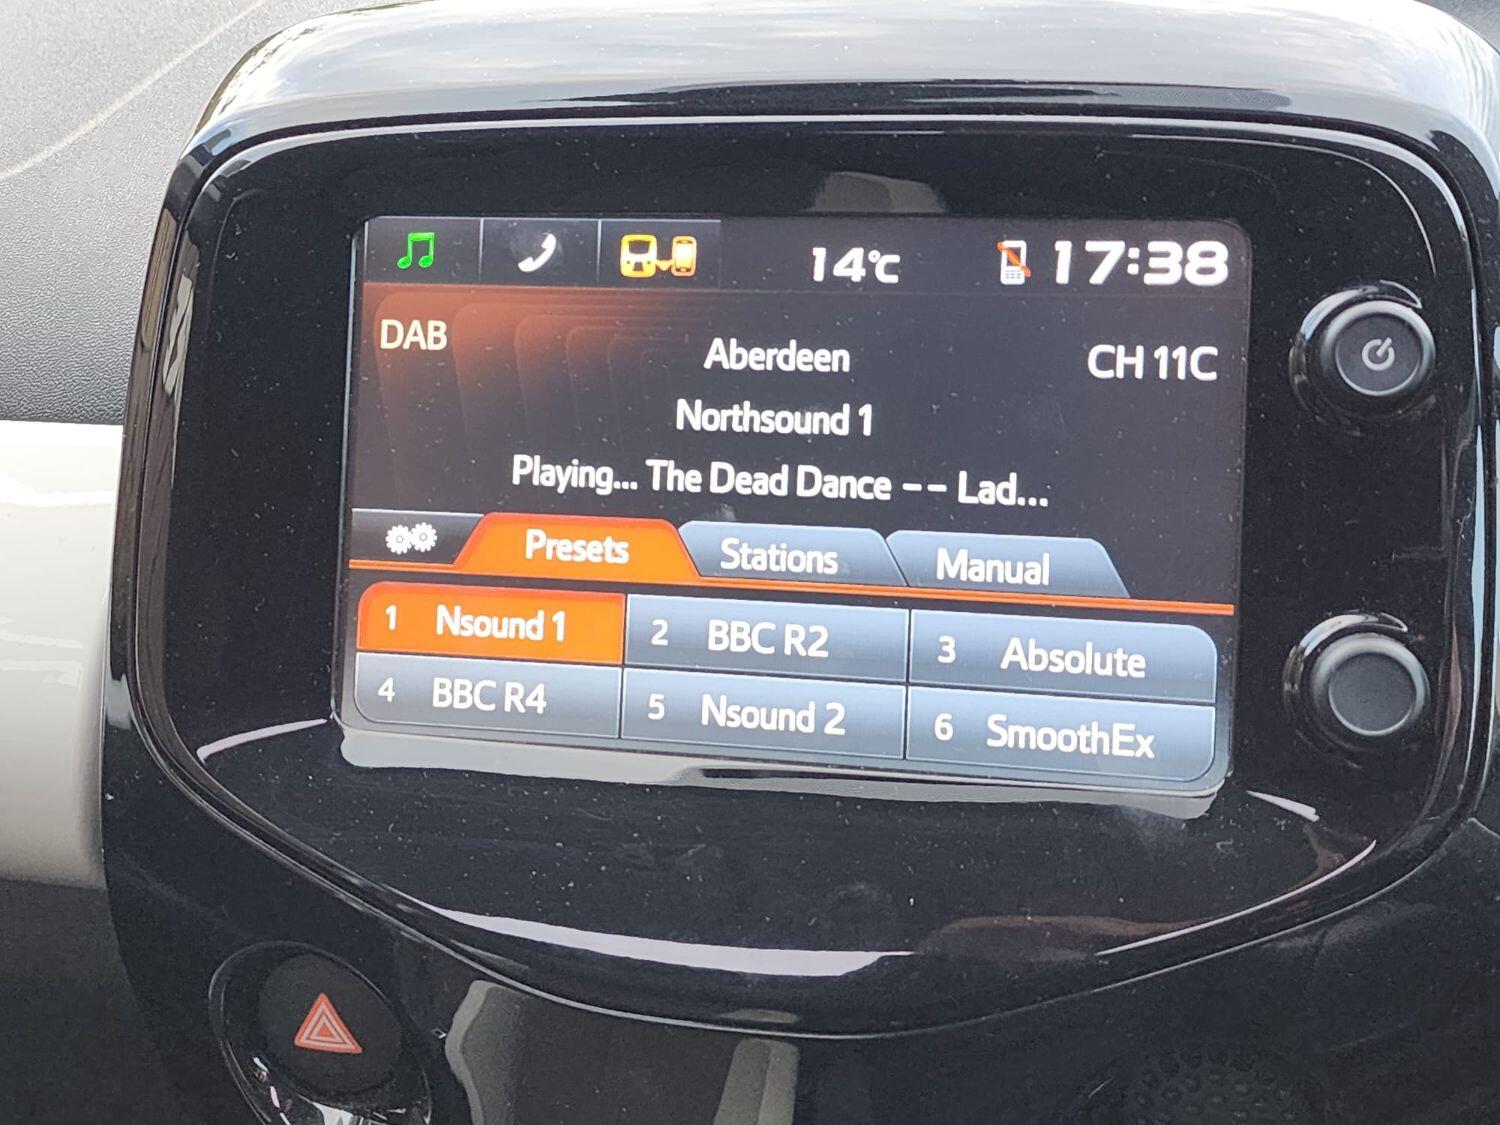 14°C 17:38
DAB
Aberdeen
CH 11C
Northsound 1
Playing... The Dead Dance -- Lad...
Presets Stations Manual
1 Nsound 1 2 BBC R2 3 Absolute
4 BBC R4 5 Nsound 2 6 SmoothEx